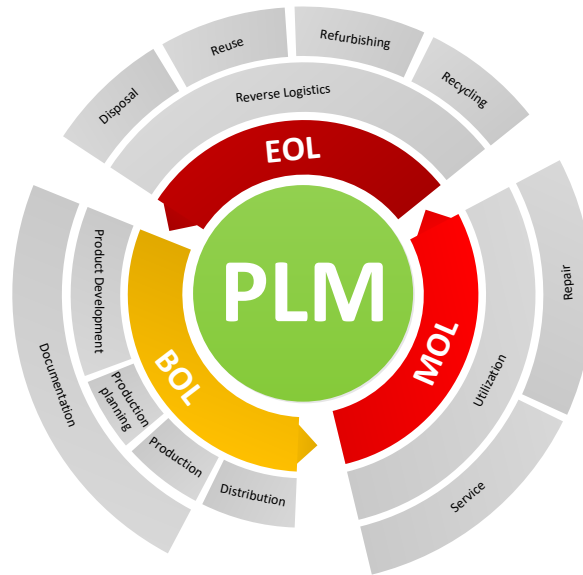 Disposal
Reuse
Refurbishing
Recycling
Reverse Logistics
EOL
PLM
BOL
MOL
Product Development
Production
planning
Production
Distribution
Documentation
Utilization
Repair
Service